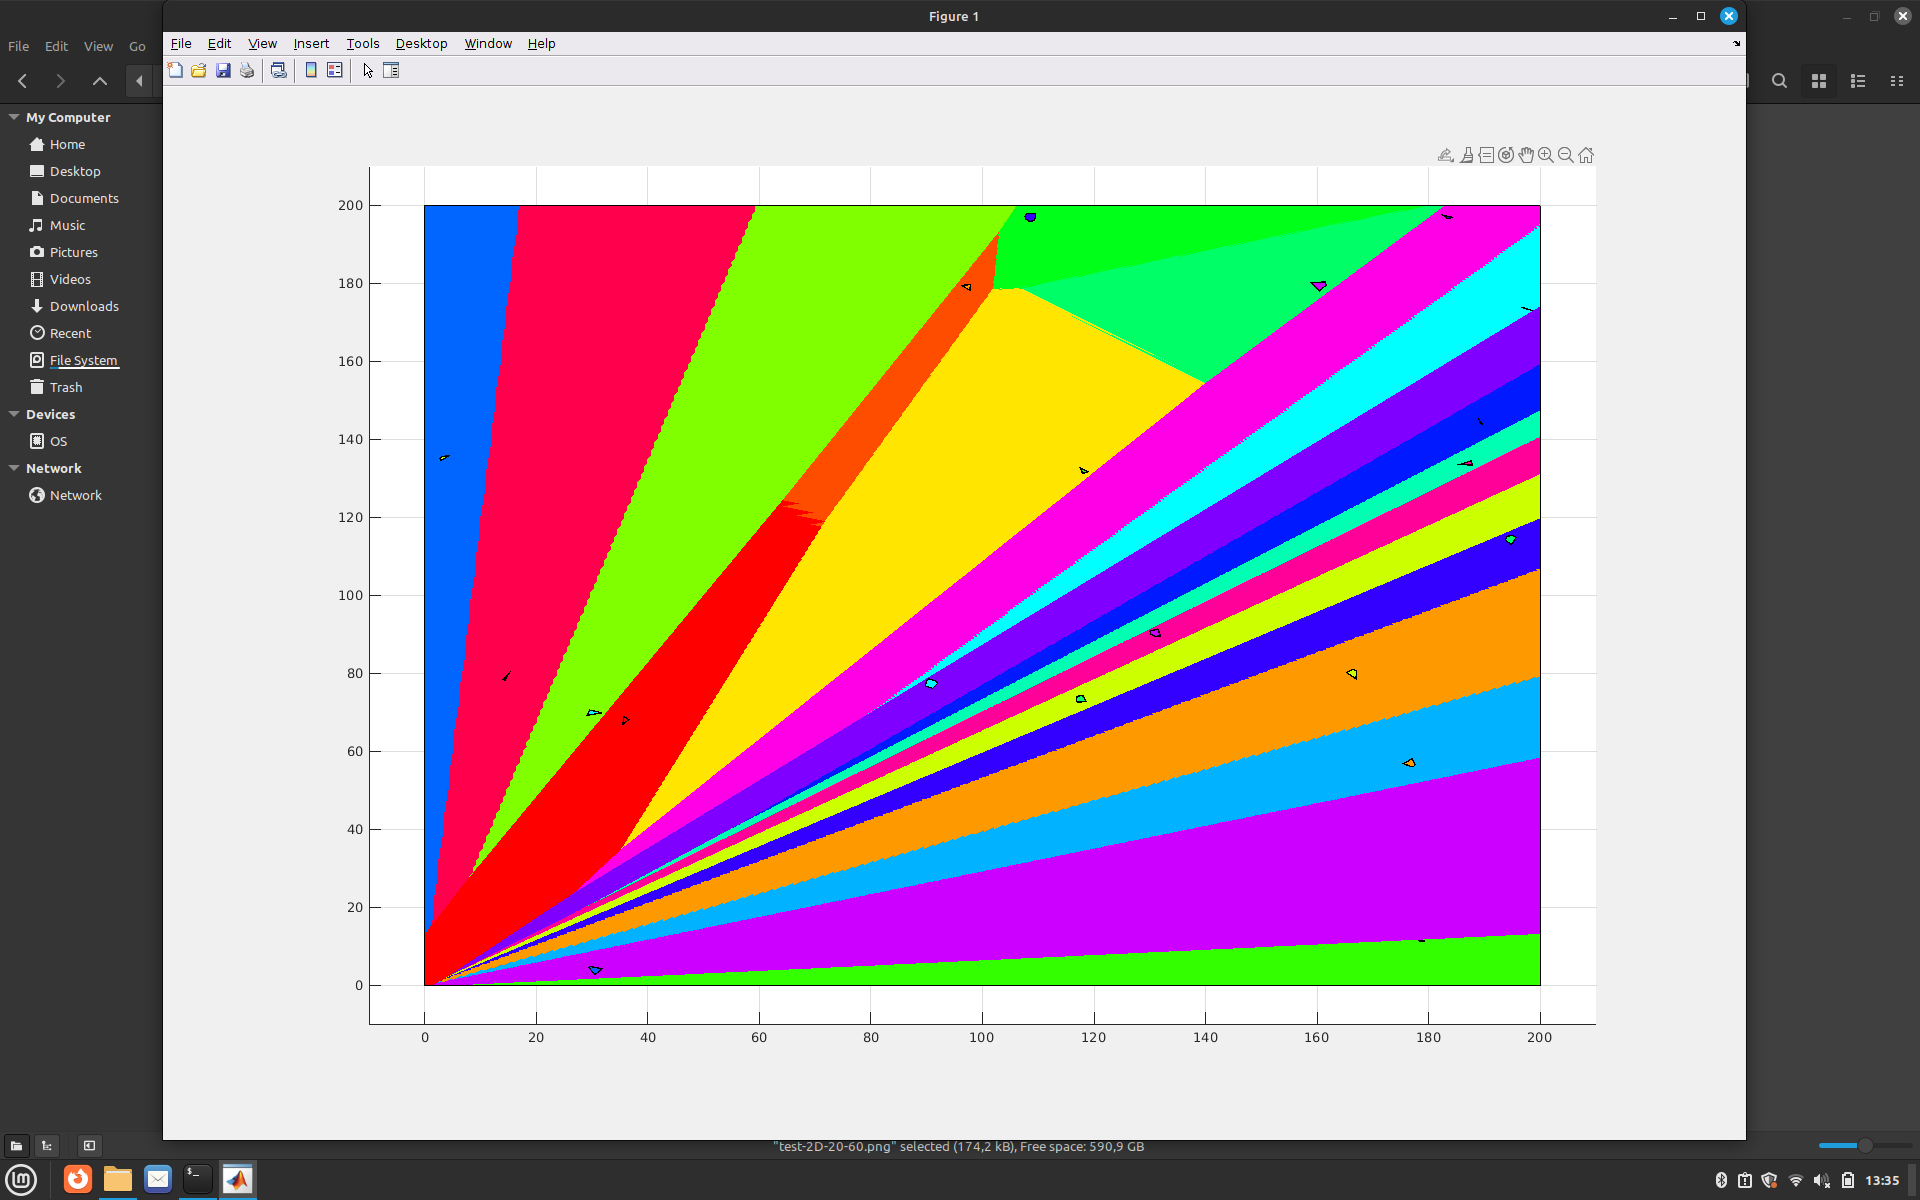 Figure 1
File Edit View Go
File Edit View Insert Tools Desktop Window Help
My Computer
Home
Desktop
Documents
Music
Pictures
Videos
Downloads
Recent
File System
Trash
Devices
OS
Network
Network
200
180
160
140
120
100
80
60
40
20
0
0 20 40 60 80 100 120 140 160 180 200
"test-2D-20-60.png" selected (174,2 kB), Free space: 590,9 GB
13:35